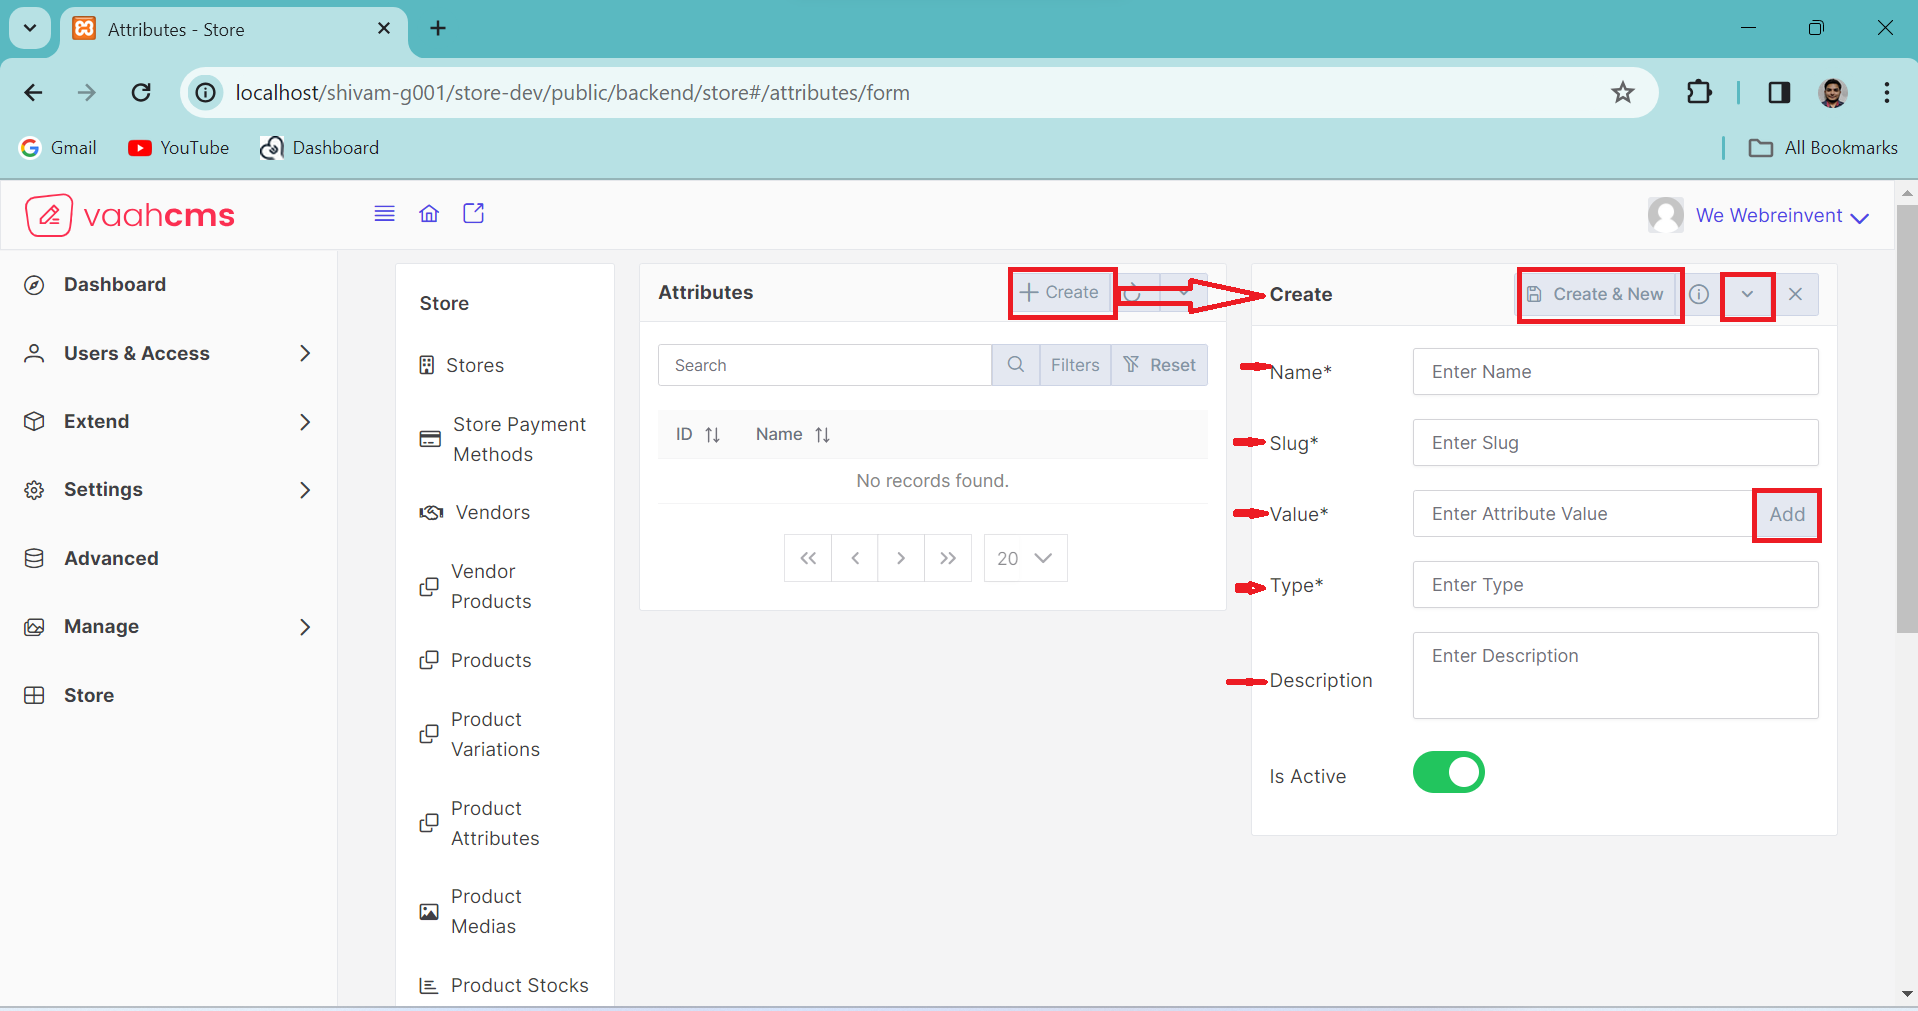 Attributes - Store
localhost/shivam-g001/store-dev/public/backend/store#/attributes/form
Gmail
YouTube
Dashboard
All Bookmarks
vaahcms
We Webreinvent
Dashboard
Users & Access
Extend
Settings
Advanced
Manage
Store
Store
Stores
Store Payment
Methods
Vendors
Vendor
Products
Products
Product
Variations
Product
Attributes
Product
Medias
Product Stocks
Attributes
Create
Search
Filters
Reset
ID
Name
No records found.
20
Create
Create & New
Name*
Enter Name
Slug*
Enter Slug
Value*
Enter Attribute Value
Add
Type*
Enter Type
Description
Enter Description
Is Active